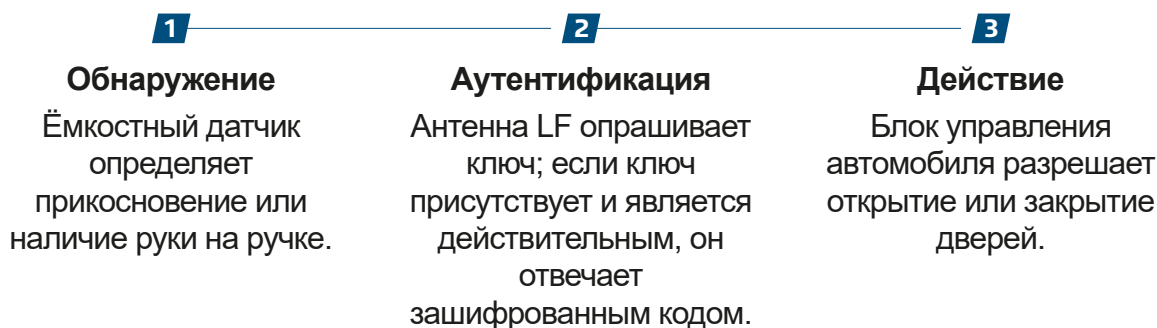 1
2
3
Обнаружение
Ёмкостный датчик
определяет
прикосновение или
наличие руки на ручке.
Аутентификация
Антенна LF опрашивает
ключ; если ключ
присутствует и является
действительным, он
отвечает
зашифрованным кодом.
Действие
Блок управления
автомобиля разрешает
открытие или закрытие
дверей.